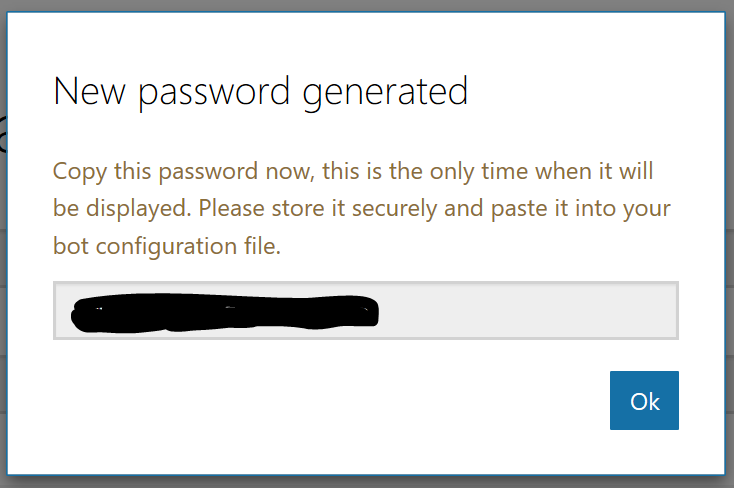 New password generated
Copy this password now, this is the only time when it will
be displayed. Please store it securely and paste it into your
bot configuration file.
Ok